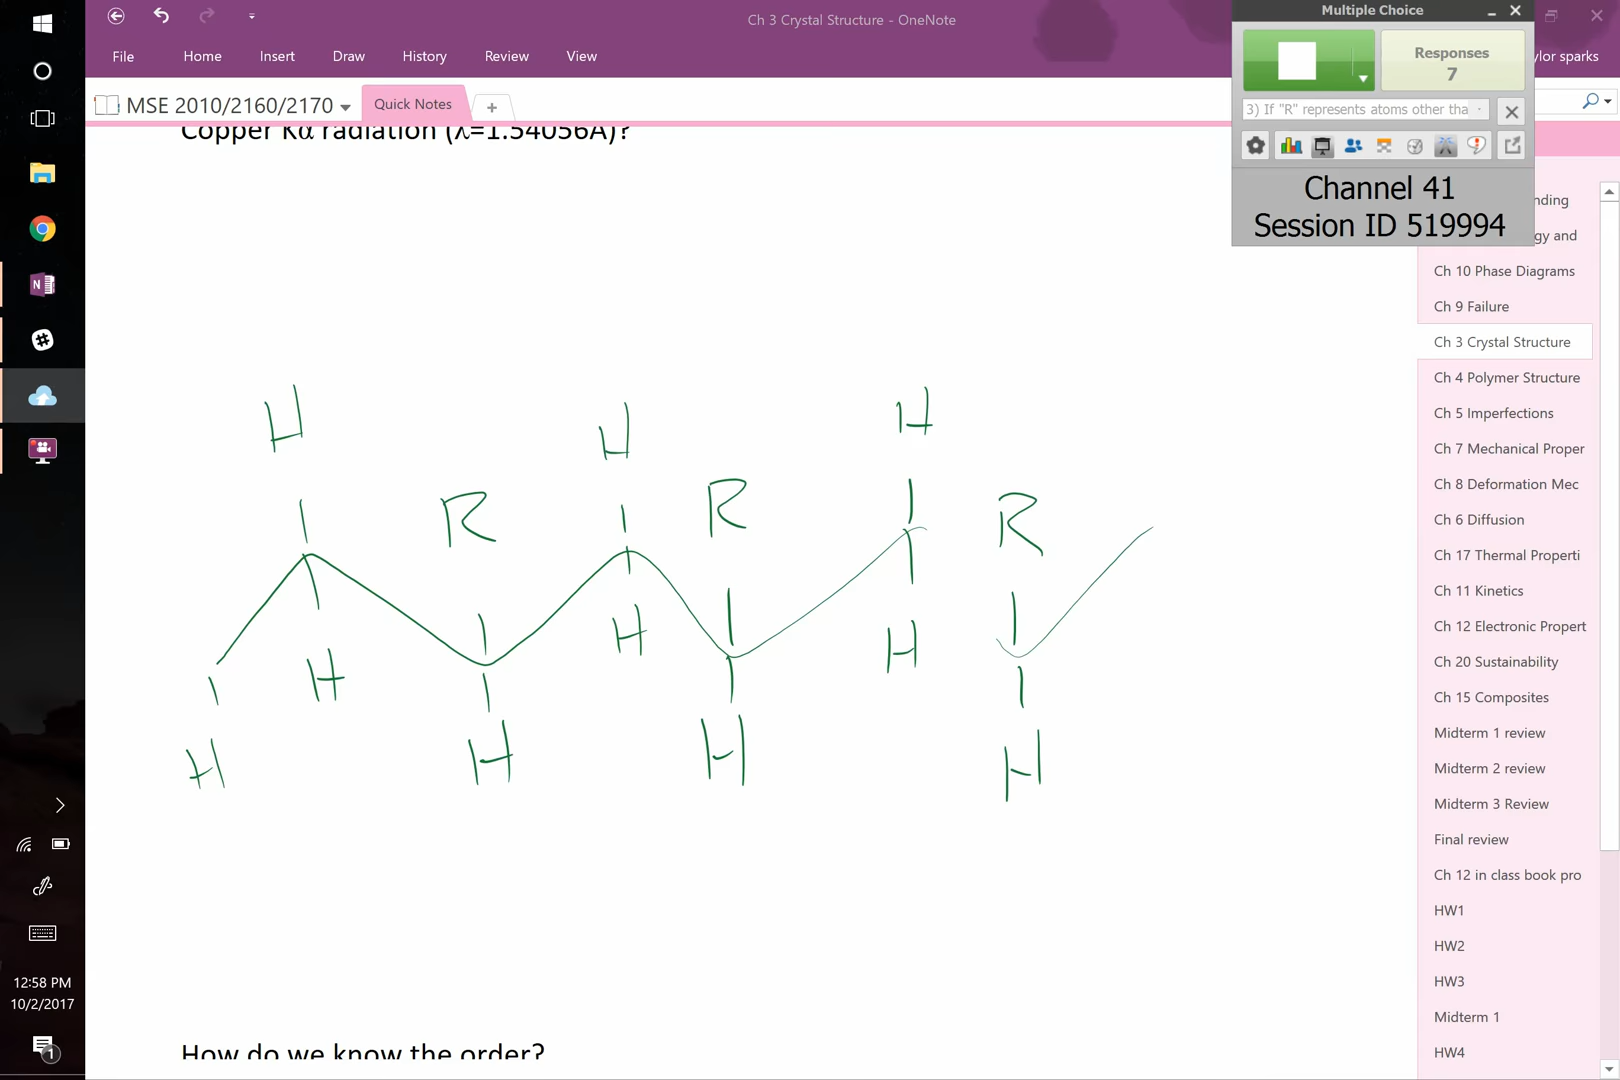 Ch 3 Crystal Structure - OneNote
ylor sparks
File Home Insert Draw History Review View
MSE 2010/2160/2170
Quick Notes
+
Multiple Choice
Responses
7
3) If "R" represents atoms other tha
Channel 41
Session ID 519994
Copper Kα radiation (λ=1.54056A)?
H H H
R R R
H H H
H H H H
How do we know the order?
nding
gy and
Ch 10 Phase Diagrams
Ch 9 Failure
Ch 3 Crystal Structure
Ch 4 Polymer Structure
Ch 5 Imperfections
Ch 7 Mechanical Proper
Ch 8 Deformation Mec
Ch 6 Diffusion
Ch 17 Thermal Properti
Ch 11 Kinetics
Ch 12 Electronic Propert
Ch 20 Sustainability
Ch 15 Composites
Midterm 1 review
Midterm 2 review
Midterm 3 Review
Final review
Ch 12 in class book pro
HW1
HW2
HW3
Midterm 1
HW4
12:58 PM
10/2/2017
1